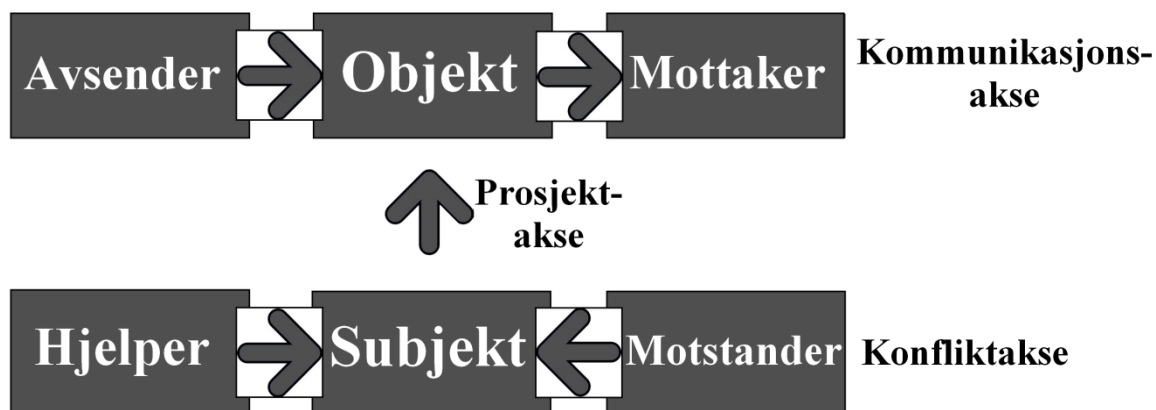 Avsender
Objekt
Mottaker
Kommunikasjons-
akse
Prosjekt-
akse
Hjelper
Subjekt
Motstander
Konfliktakse